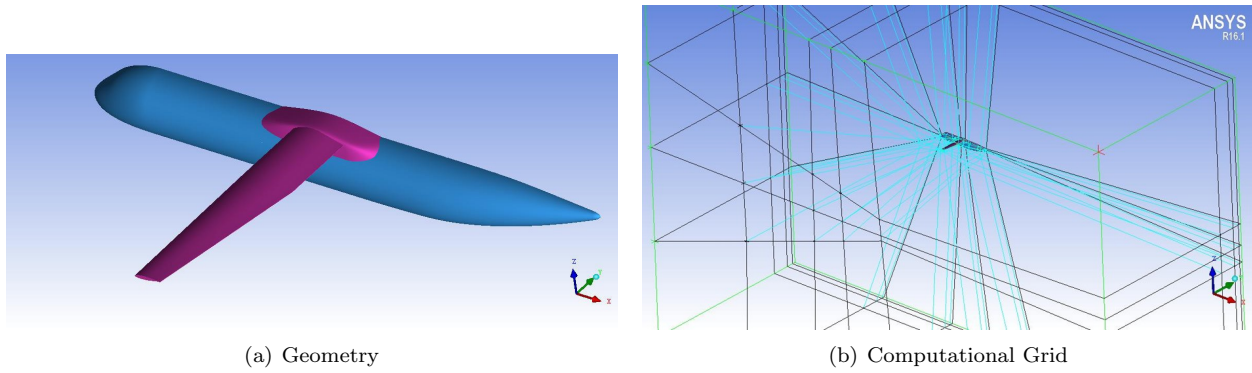 ANSYS
R16.1
Z
Y
X
Z
X
(a) Geometry
(b) Computational Grid